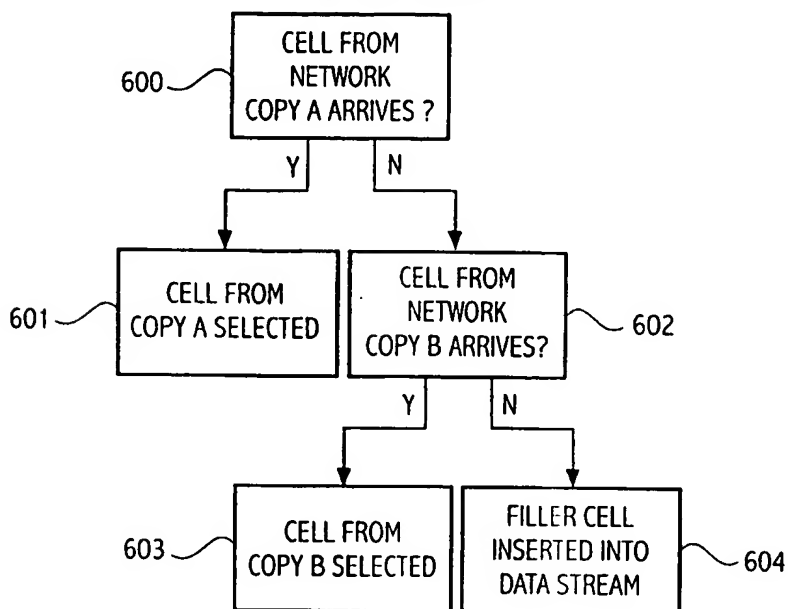 CELL FROM
NETWORK
COPY A ARRIVES ?
600
Y
N
CELL FROM
COPY A SELECTED
601
CELL FROM
NETWORK
COPY B ARRIVES?
602
Y
N
CELL FROM
COPY B SELECTED
603
FILLER CELL
INSERTED INTO
DATA STREAM
604